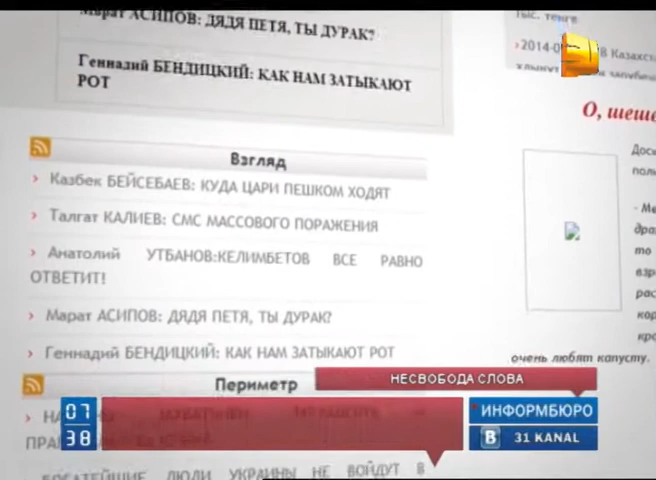 Марат АСИПОВ: ДЯДЯ ПЕТЯ, ТЫ ДУРАК?
тыс. тенге
Геннадий БЕНДИЦКИЙ: КАК НАМ ЗАТЫКАЮТ
РОТ
О, шеше
Взгляд
Казбек БЕЙСЕБАЕВ: КУДА ЦАРИ ПЕШКОМ ХОДЯТ
Талгат КАЛИЕВ: СМС МАССОВОГО ПОРАЖЕНИЯ
Анатолий УТБАНОВ:КЕЛИМБЕТОВ ВСЕ РАВНО
ОТВЕТИТ!
Марат АСИПОВ: ДЯДЯ ПЕТЯ, ТЫ ДУРАК?
Геннадий БЕНДИЦКИЙ: КАК НАМ ЗАТЫКАЮТ РОТ
очень любят капусту.
Периметр
НЕСВОБОДА СЛОВА
07
38
ИНФОРМБЮРО
31 KANAL
БОГАТЕЙШИЕ ЛЮДИ УКРАИНЫ НЕ ВОЙДУТ В